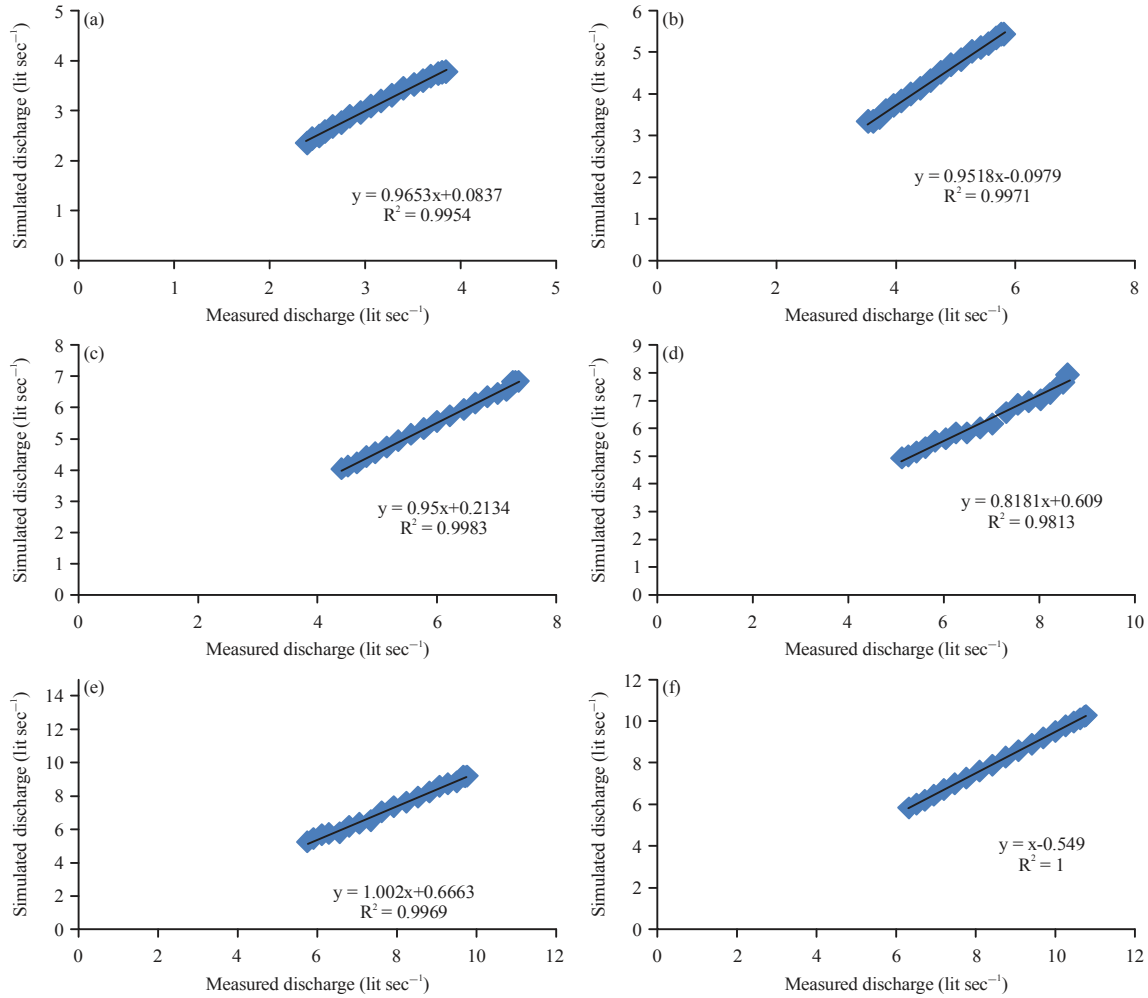 (a)
Simulated discharge (lit sec⁻¹)
5
4
3
2
1
0
y = 0.9653x+0.0837
R² = 0.9954
0 1 2 3 4 5
Measured discharge (lit sec⁻¹)
(b)
Simulated discharge (lit sec⁻¹)
6
5
4
3
2
1
0
y = 0.9518x-0.0979
R² = 0.9971
0 2 4 6 8
Measured discharge (lit sec⁻¹)
(c)
Simulated discharge (lit sec⁻¹)
8
7
6
5
4
3
2
1
0
y = 0.95x+0.2134
R² = 0.9983
0 2 4 6 8
Measured discharge (lit sec⁻¹)
(d)
Simulated discharge (lit sec⁻¹)
9
8
7
6
5
4
3
2
1
0
y = 0.8181x+0.609
R² = 0.9813
0 2 4 6 8 10
Measured discharge (lit sec⁻¹)
(e)
Simulated discharge (lit sec⁻¹)
14
12
10
8
6
4
2
0
y = 1.002x+0.6663
R² = 0.9969
0 2 4 6 8 10 12
Measured discharge (lit sec⁻¹)
(f)
Simulated discharge (lit sec⁻¹)
12
10
8
6
4
2
0
y = x-0.549
R² = 1
0 2 4 6 8 10 12
Measured discharge (lit sec⁻¹)